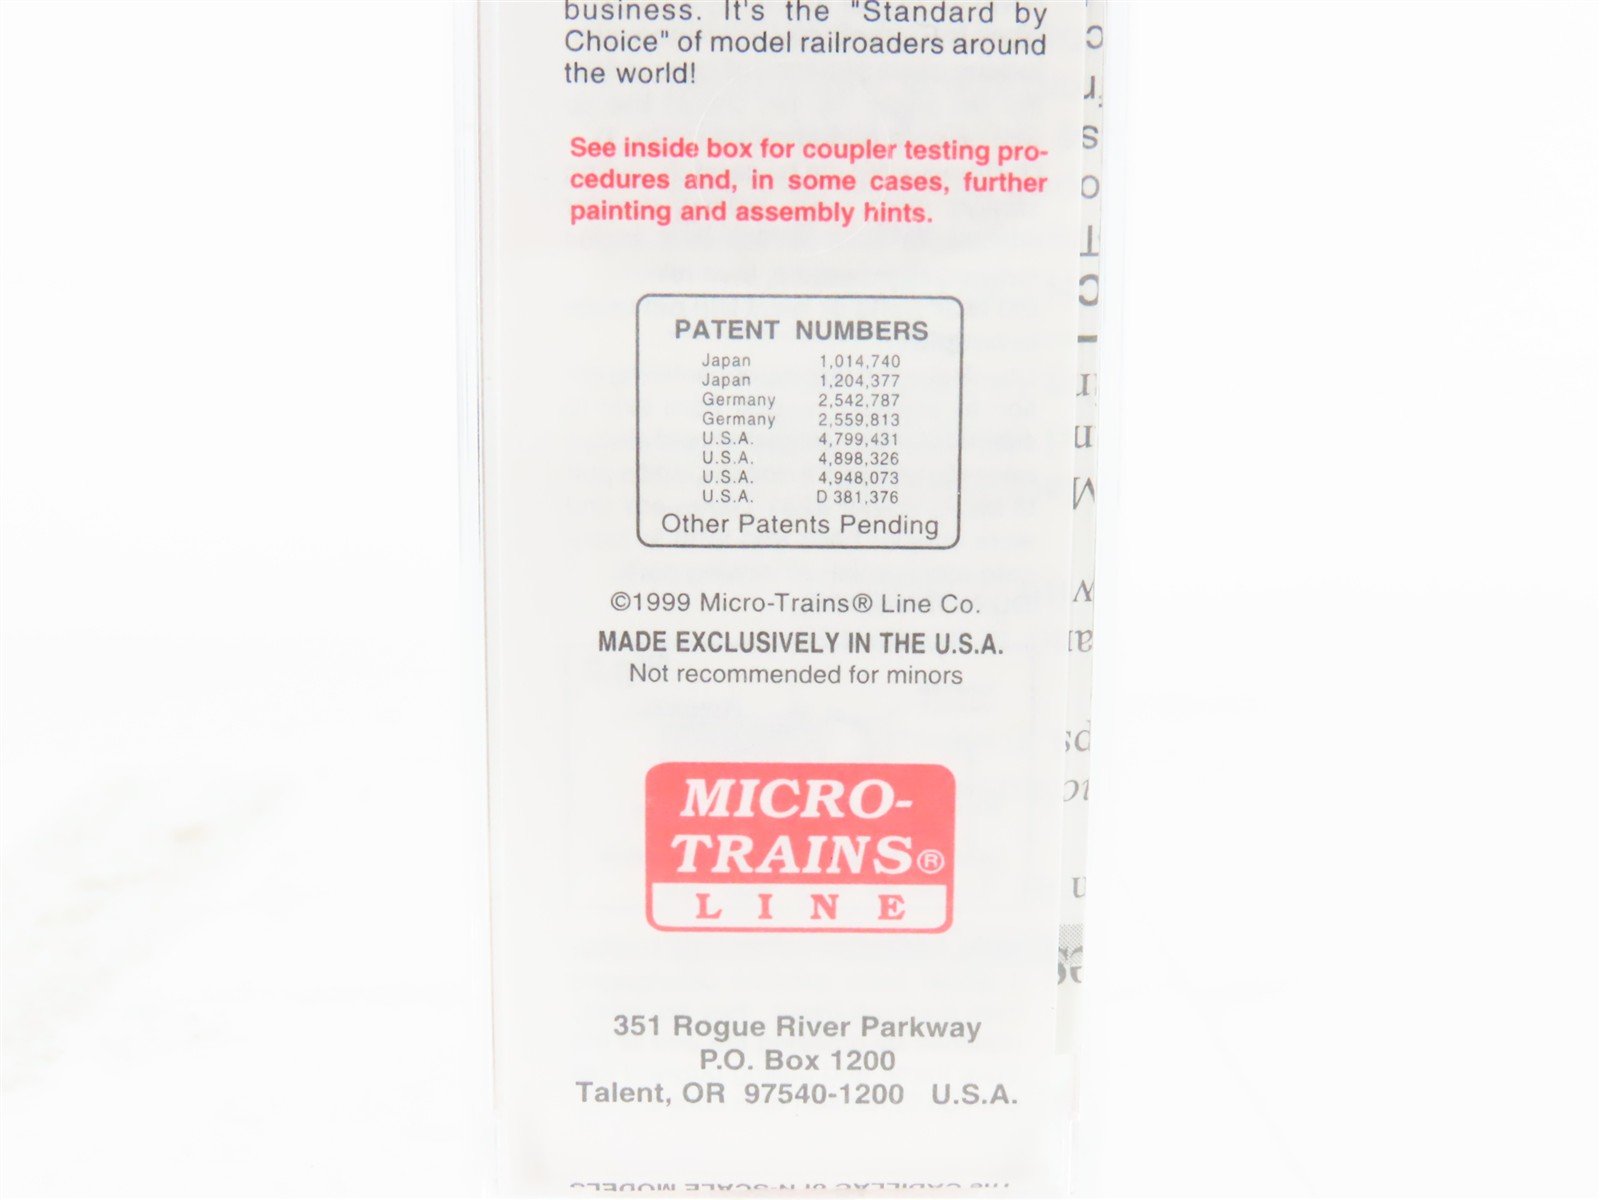 business. It's the "Standard by
Choice" of model railroaders around
the world!
See inside box for coupler testing pro-
cedures and, in some cases, further
painting and assembly hints.
PATENT NUMBERS
Japan 1,014,740
Japan 1,204,377
Germany 2,542,787
Germany 2,559,813
U.S.A. 4,799,431
U.S.A. 4,898,326
U.S.A. 4,948,073
U.S.A. D 381,376
Other Patents Pending
©1999 Micro-Trains® Line Co.
MADE EXCLUSIVELY IN THE U.S.A.
Not recommended for minors
MICRO-
TRAINS®
LINE
351 Rogue River Parkway
P.O. Box 1200
Talent, OR 97540-1200 U.S.A.